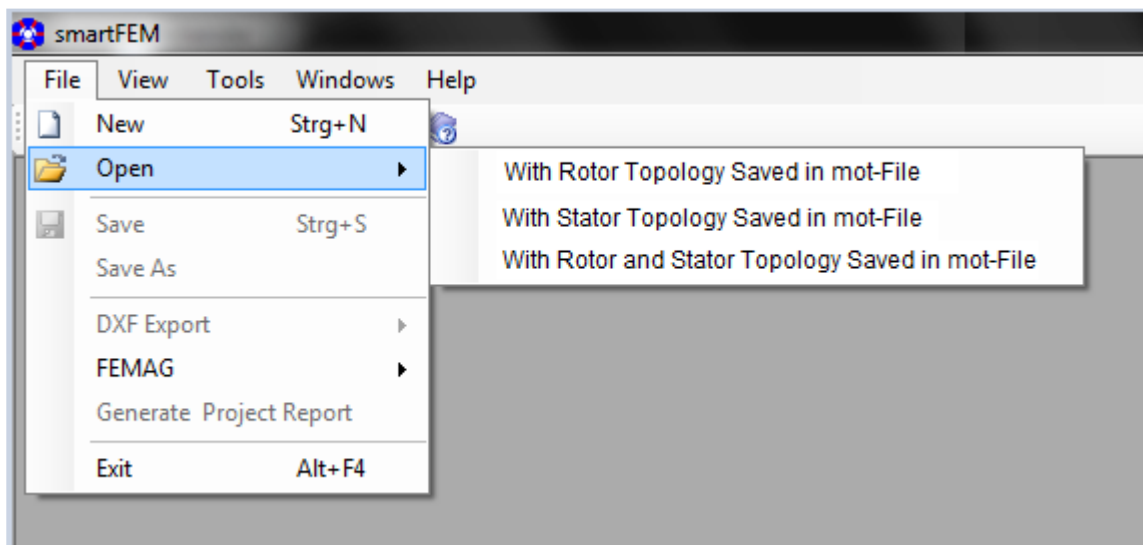 smartFEM
File View Tools Windows Help
New Strg+N
Open
With Rotor Topology Saved in mot-File
With Stator Topology Saved in mot-File
With Rotor and Stator Topology Saved in mot-File
Save Strg+S
Save As
DXF Export
FEMAG
Generate Project Report
Exit Alt+F4